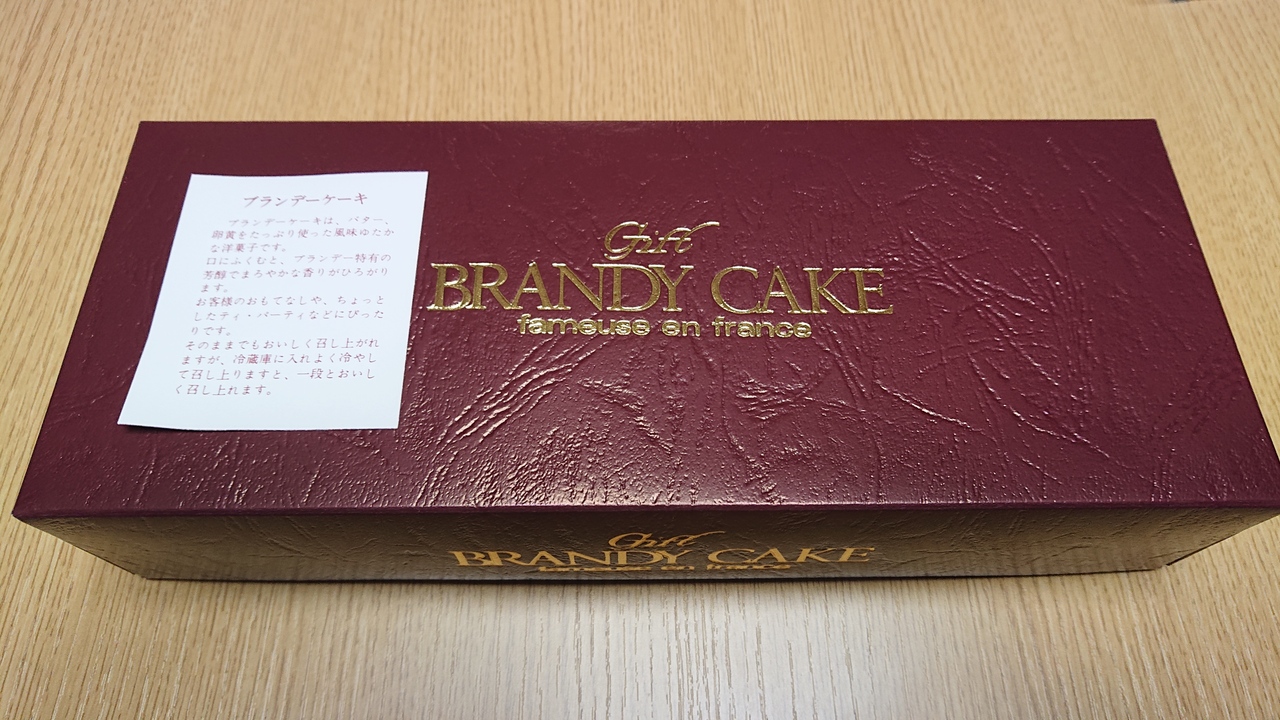 ブランデーケーキ
ブランデーケーキは、バター、
卵黄をたっぷり使った風味ゆたか
な洋菓子です。
口にふくむと、ブランデー特有の
芳醇でまろやかな香りがひろがり
ます。
お客様のおもてなしや、ちょっと
したティ・パーティなどにぴった
りです。
そのままでもおいしく召し上がれ
ますが、冷蔵庫に入れよく冷やし
て召し上りますと、一段とおいし
く召し上れます。
Gift
BRANDY CAKE
fameuse en france
Gift
BRANDY CAKE
fameuse en france